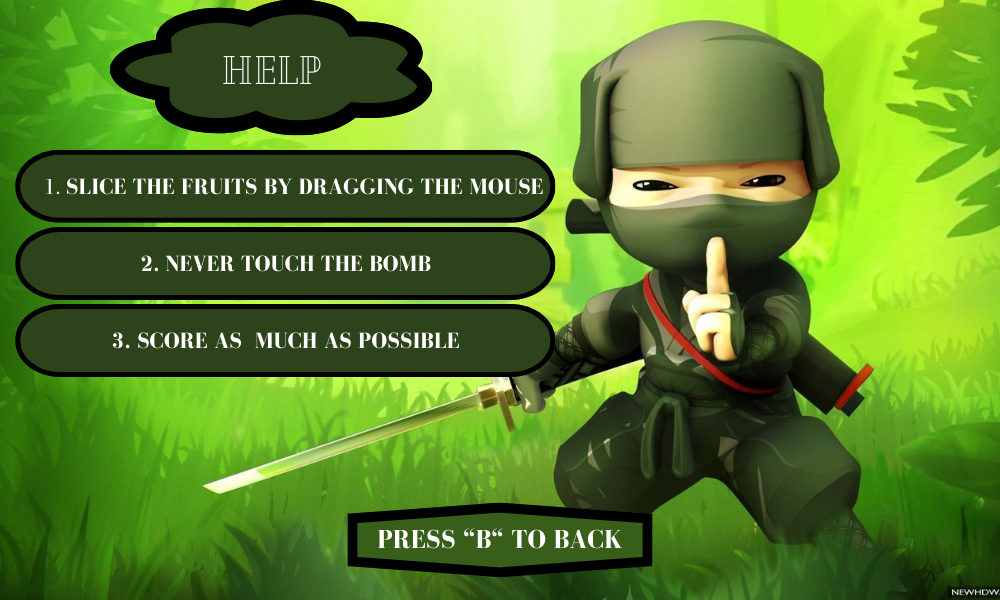 HELP
1. SLICE THE FRUITS BY DRAGGING THE MOUSE
2. NEVER TOUCH THE BOMB
3. SCORE AS  MUCH AS POSSIBLE
PRESS “B“ TO BACK
NEWHDW